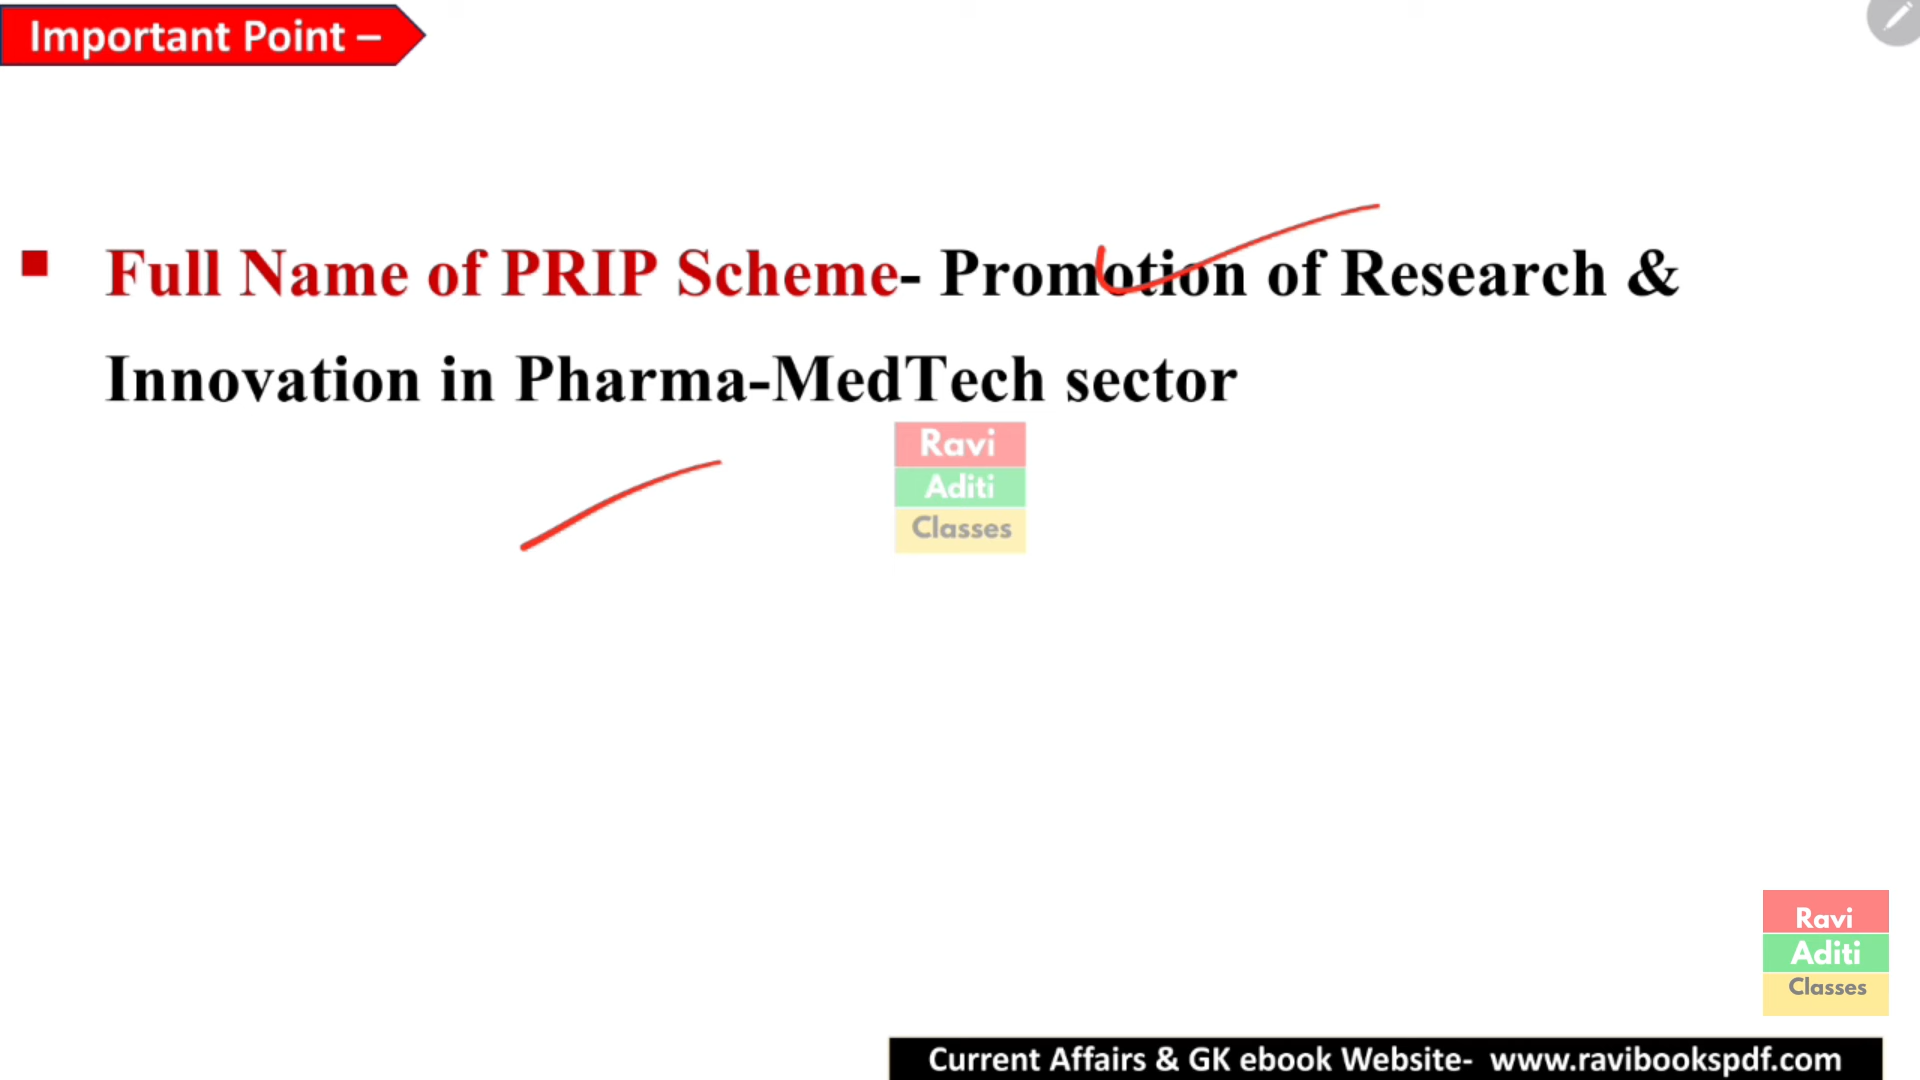 Important Point –
▪ Full Name of PRIP Scheme- Promotion of Research &
Innovation in Pharma-MedTech sector
Ravi
Aditi
Classes
Ravi
Aditi
Classes
Current Affairs & GK ebook Website- www.ravibookspdf.com